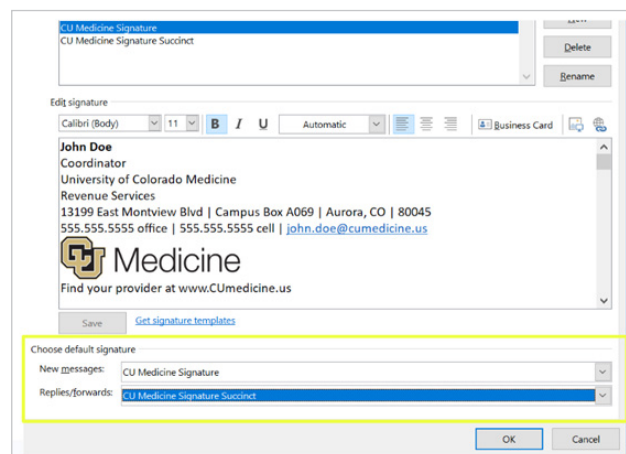 CU Medicine Signature
CU Medicine Signature Succinct
Delete
Rename
Edit signature
Calibri (Body) 11 B I U Automatic Business Card
John Doe
Coordinator
University of Colorado Medicine
Revenue Services
13199 East Montview Blvd | Campus Box A069 | Aurora, CO | 80045
555.555.5555 office | 555.555.5555 cell | john.doe@cumedicine.us
CU Medicine
Find your provider at www.CUmedicine.us
Save Get signature templates
Choose default signature
New messages: CU Medicine Signature
Replies/forwards: CU Medicine Signature Succinct
OK Cancel